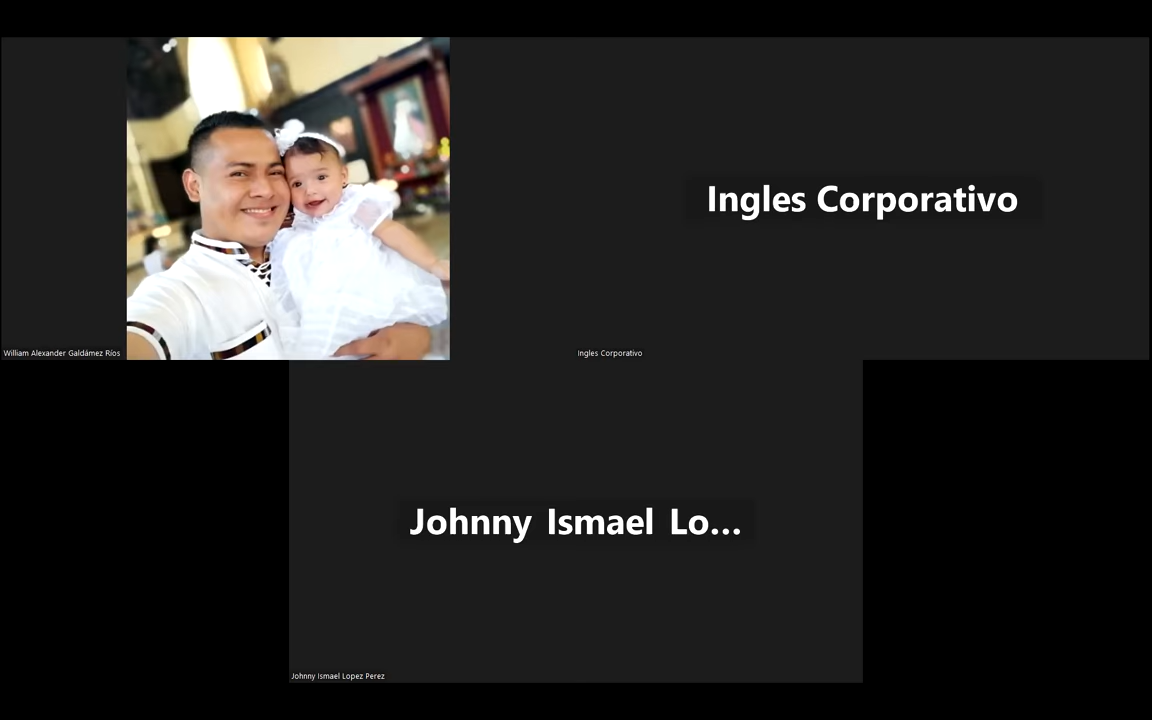 William Alexander Galdámez Ríos
Ingles Corporativo
Ingles Corporativo
Johnny Ismael Lo...
Johnny Ismael Lopez Perez